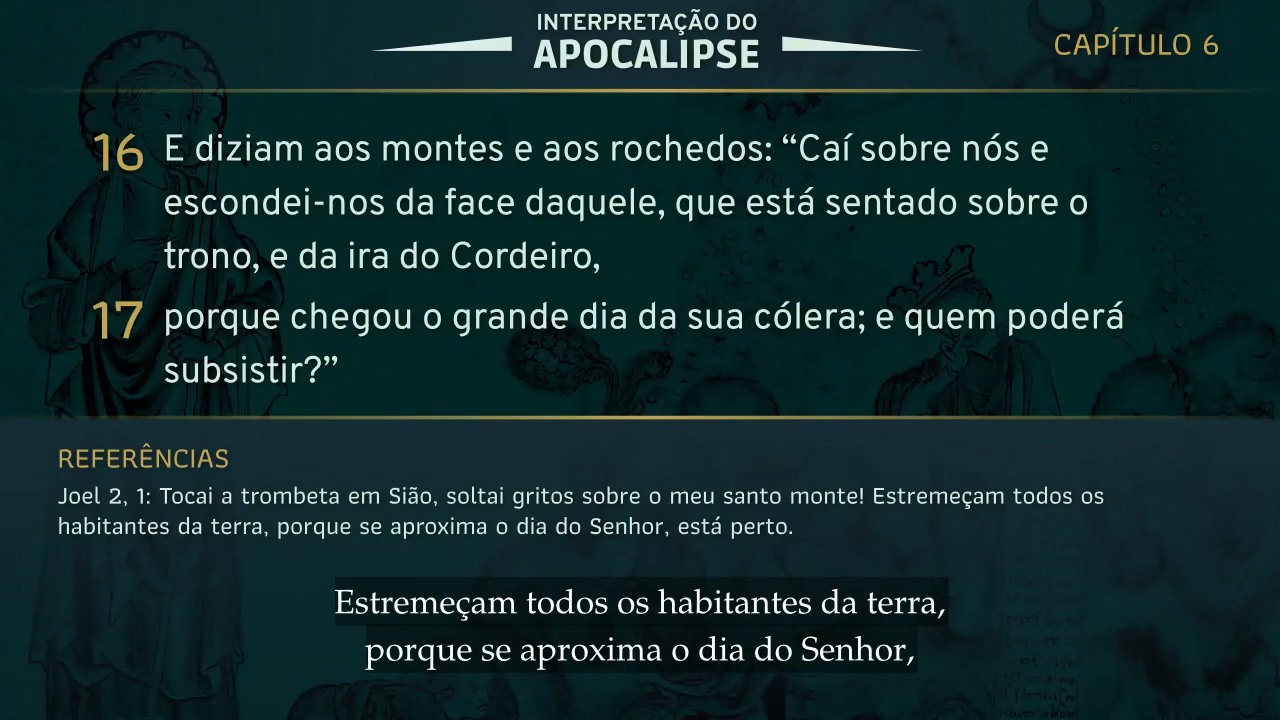 INTERPRETAÇÃO DO
APOCALIPSE
CAPÍTULO 6
16 E diziam aos montes e aos rochedos: “Caí sobre nós e
escondei-nos da face daquele, que está sentado sobre o
trono, e da ira do Cordeiro,
17 porque chegou o grande dia da sua cólera; e quem poderá
subsistir?”
REFERÊNCIAS
Joel 2, 1: Tocai a trombeta em Sião, soltai gritos sobre o meu santo monte! Estremeçam todos os
habitantes da terra, porque se aproxima o dia do Senhor, está perto.
Estremeçam todos os habitantes da terra,
porque se aproxima o dia do Senhor,